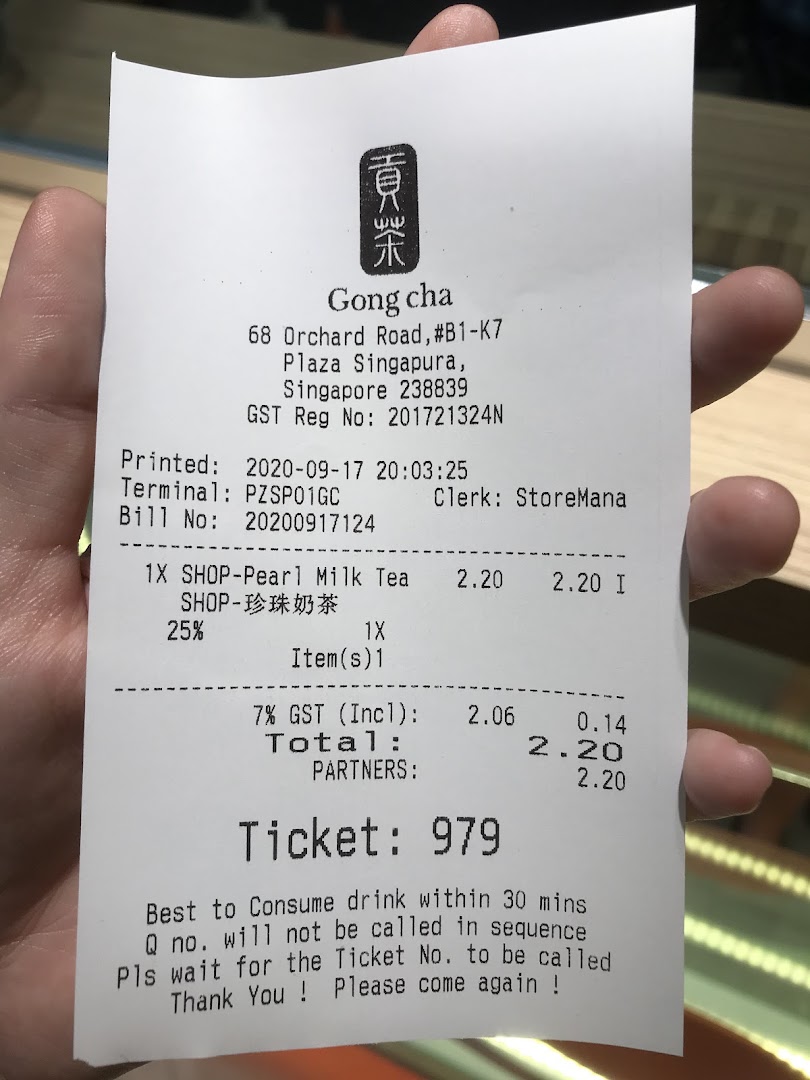 貢茶
Gong cha
68 Orchard Road,#B1-K7
Plaza Singapura,
Singapore 238839
GST Reg No: 201721324N
Printed: 2020-09-17 20:03:25
Terminal: PZSP01GC Clerk: StoreMana
Bill No: 20200917124
1X SHOP-Pearl Milk Tea 2.20 2.20 I
SHOP-珍珠奶茶
25% 1X
Item(s)1
7% GST (Incl): 2.06 0.14
Total: 2.20
PARTNERS: 2.20
Ticket: 979
Best to Consume drink within 30 mins
Q no. will not be called in sequence
Pls wait for the Ticket No. to be called
Thank You ! Please come again !